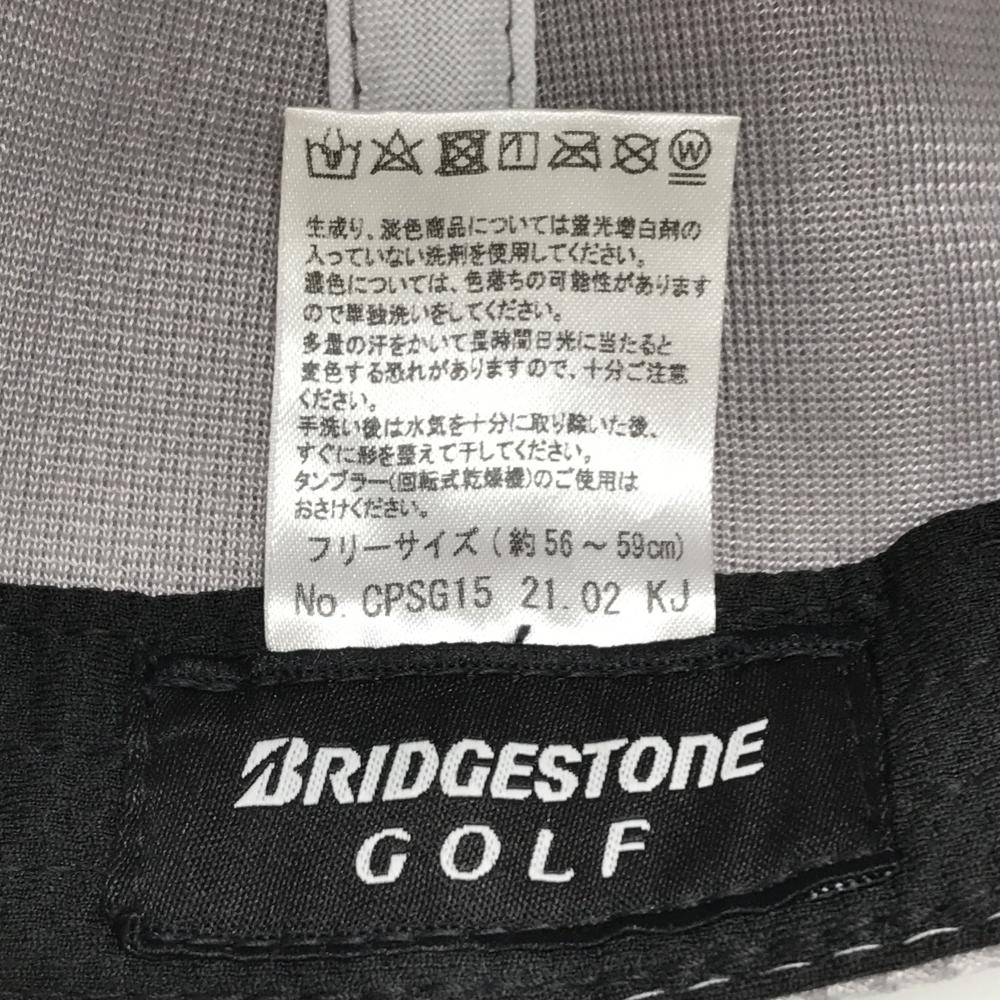 W
生成り、淡色商品については蛍光増白剤の
入っていない洗剤を使用してください。
濃色については、色落ちの可能性があります
ので単独洗いをしてください。
多量の汗をかいて長時間日光に当たると
変色する恐れがありますので、十分ご注意
ください。
手洗い後は水気を十分に取り除いた後、
すぐに形を整えて干してください。
タンブラー(回転式乾燥機)のご使用は
おさけください。
フリーサイズ(約56~59cm)
No. CPSG15 21.02 KJ
BRIDGESTONE
GOLF